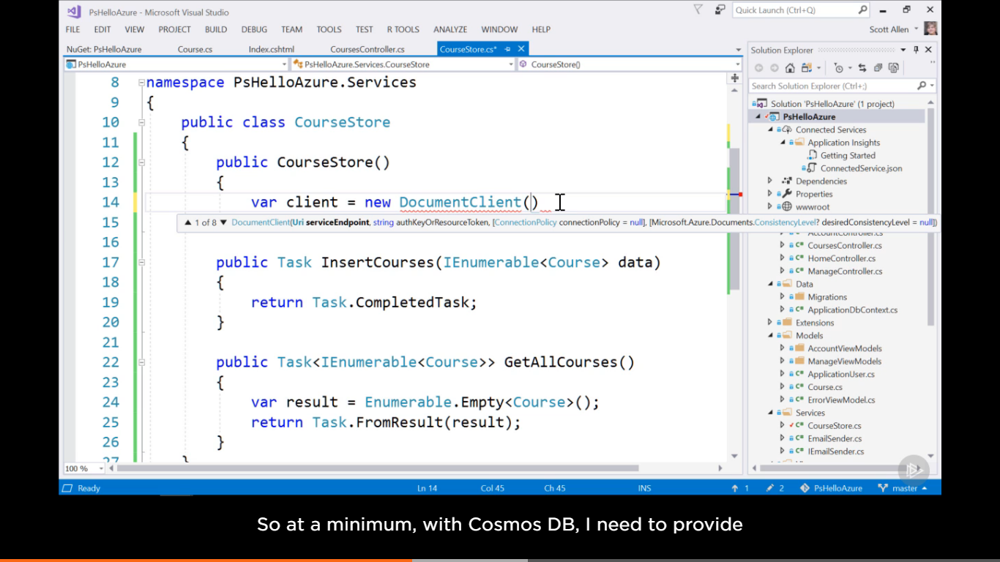 PsHelloAzure - Microsoft Visual Studio
Quick Launch (Ctrl+Q)
FILE EDIT VIEW PROJECT BUILD DEBUG TEAM TOOLS TEST R TOOLS ANALYZE WINDOW HELP
Scott Allen
NuGet: PsHelloAzure Course.cs Index.cshtml CoursesController.cs CourseStore.cs*
PsHelloAzure PsHelloAzure.Services.CourseStore CourseStore()
8 namespace PsHelloAzure.Services
9 {
10 public class CourseStore
11 {
12 public CourseStore()
13 {
14 var client = new DocumentClient()
15
1 of 8 DocumentClient(Uri serviceEndpoint, string authKeyOrResourceToken, [ConnectionPolicy connectionPolicy = null], [Microsoft.Azure.Documents.ConsistencyLevel? desiredConsistencyLevel = null])
16
17 public Task InsertCourses(IEnumerable<Course> data)
18 {
19 return Task.CompletedTask;
20 }
21
22 public Task<IEnumerable<Course>> GetAllCourses()
23 {
24 var result = Enumerable.Empty<Course>();
25 return Task.FromResult(result);
26 }
27 }
100 %
Solution Explorer
Search Solution Explorer (Ctrl+;)
Solution 'PsHelloAzure' (1 project)
PsHelloAzure
Connected Services
Application Insights
Getting Started
ConnectedService.json
Dependencies
Properties
wwwroot
AccountController.cs
CoursesController.cs
HomeController.cs
ManageController.cs
Data
Migrations
ApplicationDbContext.cs
Extensions
Models
AccountViewModels
ManageViewModels
ApplicationUser.cs
Course.cs
ErrorViewModel.cs
Services
CourseStore.cs
EmailSender.cs
IEmailSender.cs
Ready Ln 14 Col 45 Ch 45 INS 1 2 PsHelloAzure master
So at a minimum, with Cosmos DB, I need to provide